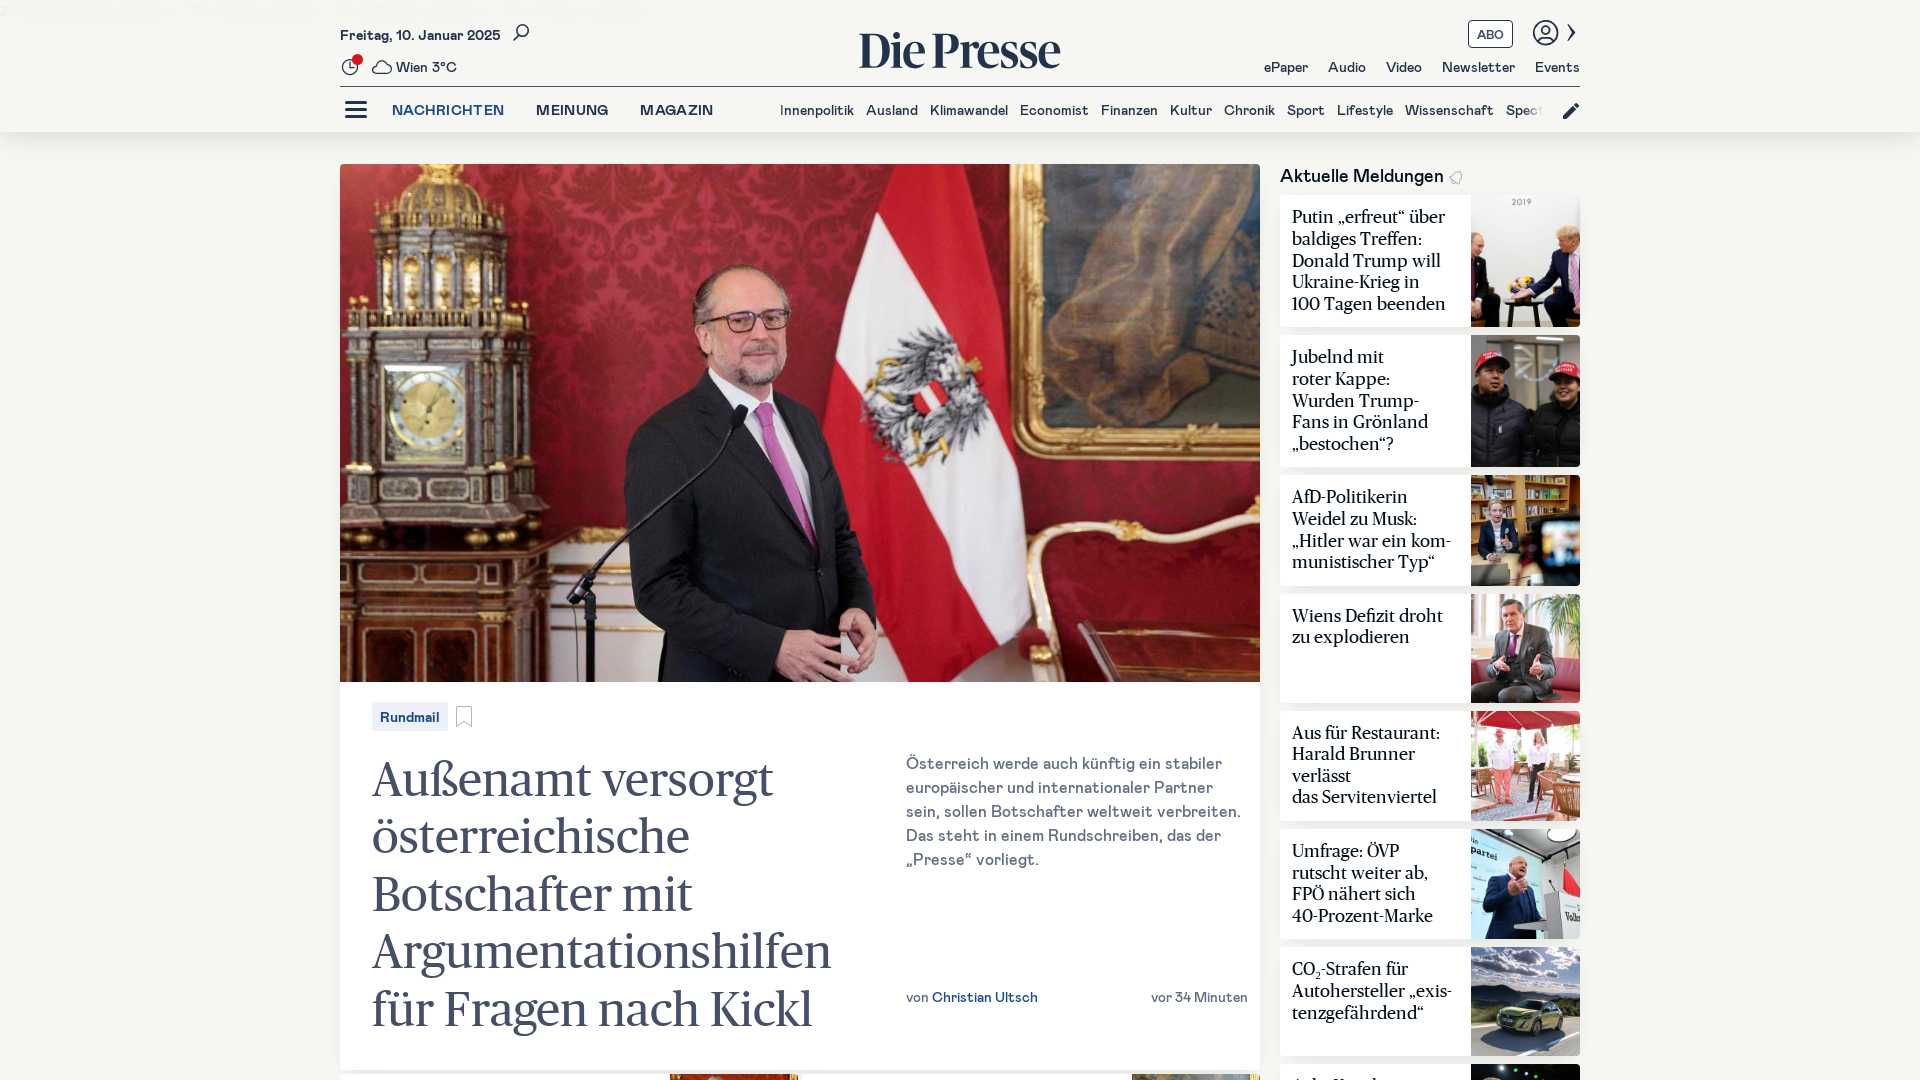 Freitag, 10. Januar 2025
Die Presse
ABO
Wien 3°C
ePaper Audio Video Newsletter Events
NACHRICHTEN MEINUNG MAGAZIN
Innenpolitik Ausland Klimawandel Economist Finanzen Kultur Chronik Sport Lifestyle Wissenschaft Spect
Rundmail
Außenamt versorgt
österreichische
Botschafter mit
Argumentationshilfen
für Fragen nach Kickl
Österreich werde auch künftig ein stabiler
europäischer und internationaler Partner
sein, sollen Botschafter weltweit verbreiten.
Das steht in einem Rundschreiben, das der
„Presse“ vorliegt.
von Christian Ultsch
vor 34 Minuten
Aktuelle Meldungen
Putin „erfreut“ über
baldiges Treffen:
Donald Trump will
Ukraine-Krieg in
100 Tagen beenden
2019
Jubelnd mit
roter Kappe:
Wurden Trump-
Fans in Grönland
„bestochen“?
AfD-Politikerin
Weidel zu Musk:
„Hitler war ein kom-
munistischer Typ“
Wiens Defizit droht
zu explodieren
Aus für Restaurant:
Harald Brunner
verlässt
das Servitenviertel
Umfrage: ÖVP
rutscht weiter ab,
FPÖ nähert sich
40-Prozent-Marke
partei
CO₂-Strafen für
Autohersteller „exis-
tenzgefährdend“